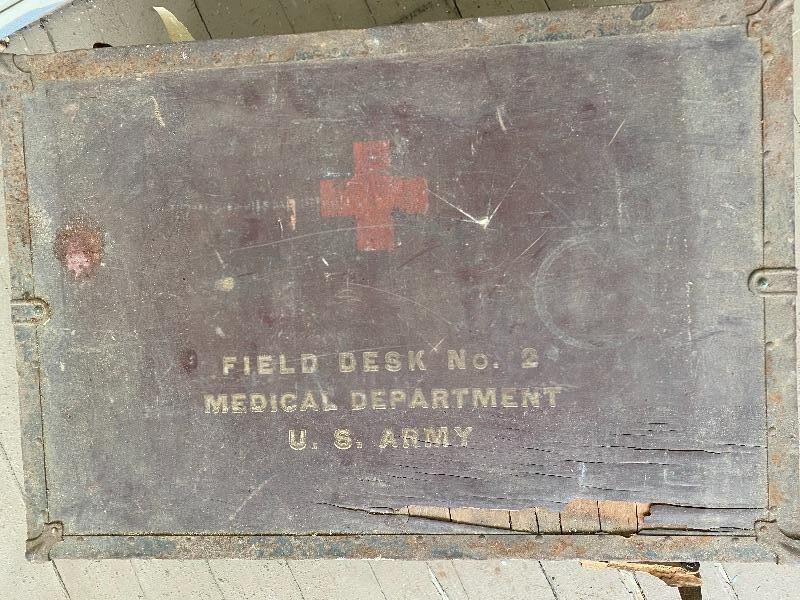 FIELD DESK No. 2
MEDICAL DEPARTMENT
U. S. ARMY